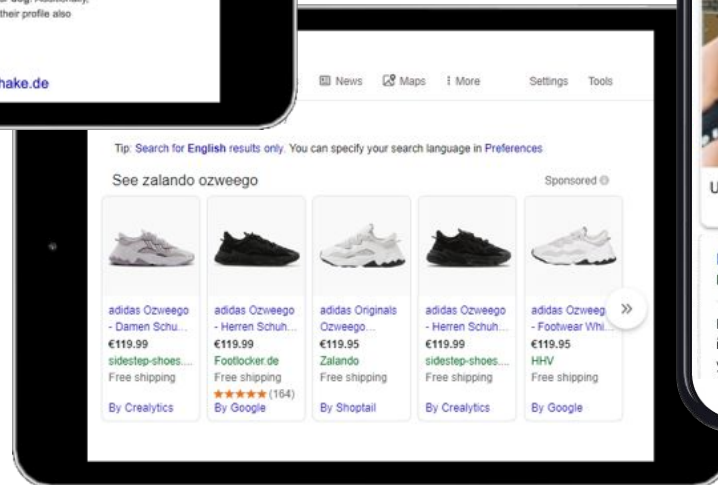 their profile also
hake.de
News Maps More Settings Tools
Tip: Search for English results only. You can specify your search language in Preferences
See zalando ozweego Sponsored
adidas Ozweego
- Damen Schu...
€119.99
sidestep-shoes....
Free shipping
By Crealytics
adidas Ozweego
- Herren Schuh...
€119.99
Footlocker.de
Free shipping
★★★★★ (164)
By Google
adidas Originals
Ozweego...
€119.95
Zalando
Free shipping
By Shoptail
adidas Ozweego
- Herren Schuh...
€119.99
sidestep-shoes....
Free shipping
By Crealytics
adidas Ozweeg
- Footwear Whi...
€119.95
HHV
Free shipping
By Google